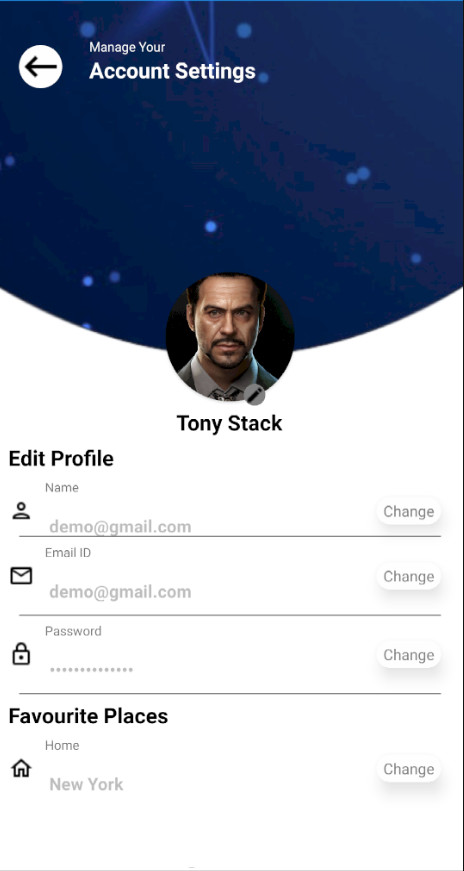 Manage Your
Account Settings
Tony Stack
Edit Profile
Name
demo@gmail.com
Change
Email ID
demo@gmail.com
Change
Password
••••••••••••••
Change
Favourite Places
Home
New York
Change